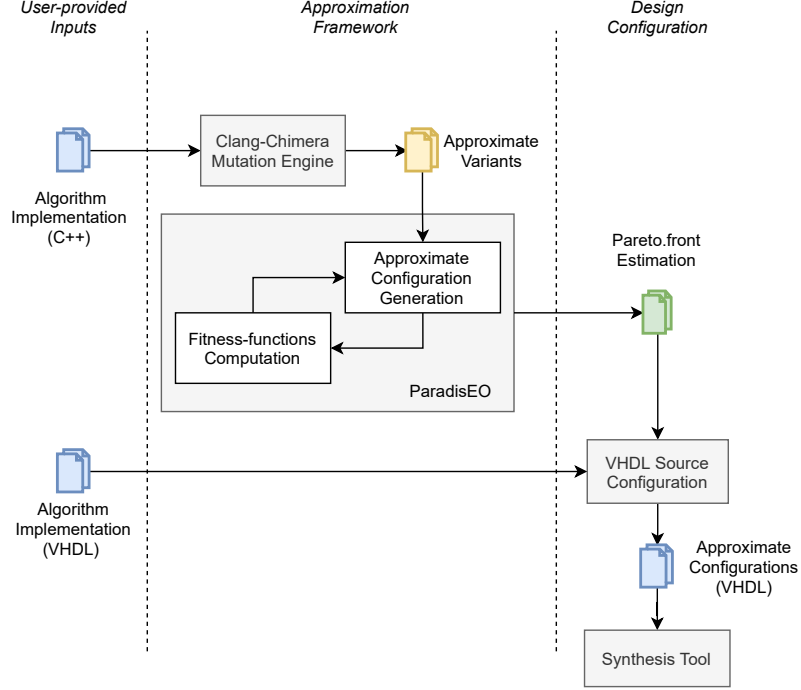 User-provided
Inputs
Approximation
Framework
Design
Configuration
Clang-Chimera
Mutation Engine
Approximate
Variants
Algorithm
Implementation
(C++)
Approximate
Configuration
Generation
Fitness-functions
Computation
ParadisEO
Pareto.front
Estimation
Algorithm
Implementation
(VHDL)
VHDL Source
Configuration
Approximate
Configurations
(VHDL)
Synthesis Tool